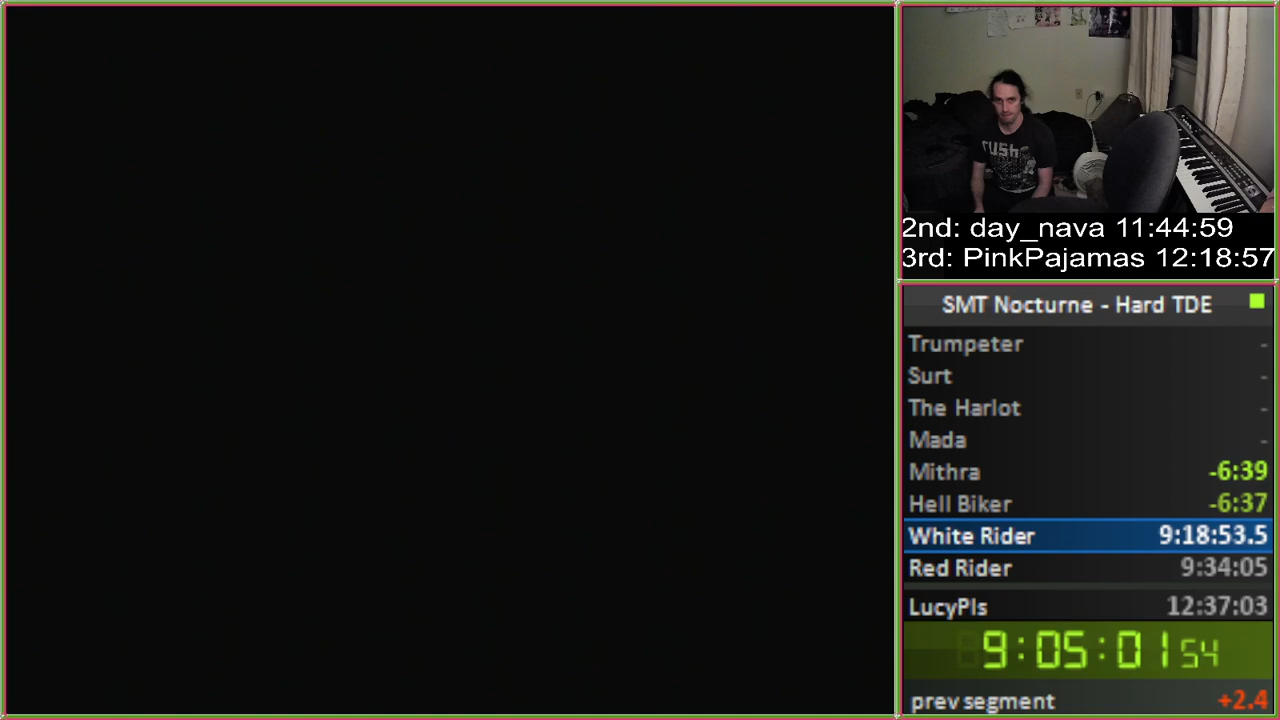 rush
2nd: day_nava 11:44:59
3rd: PinkPajamas 12:18:57
SMT Nocturne - Hard TDE
Trumpeter -
Surt -
The Harlot -
Mada -
Mithra -6:39
Hell Biker -6:37
White Rider 9:18:53.5
Red Rider 9:34:05
LucyPls 12:37:03
9:05:01 54
prev segment +2.4